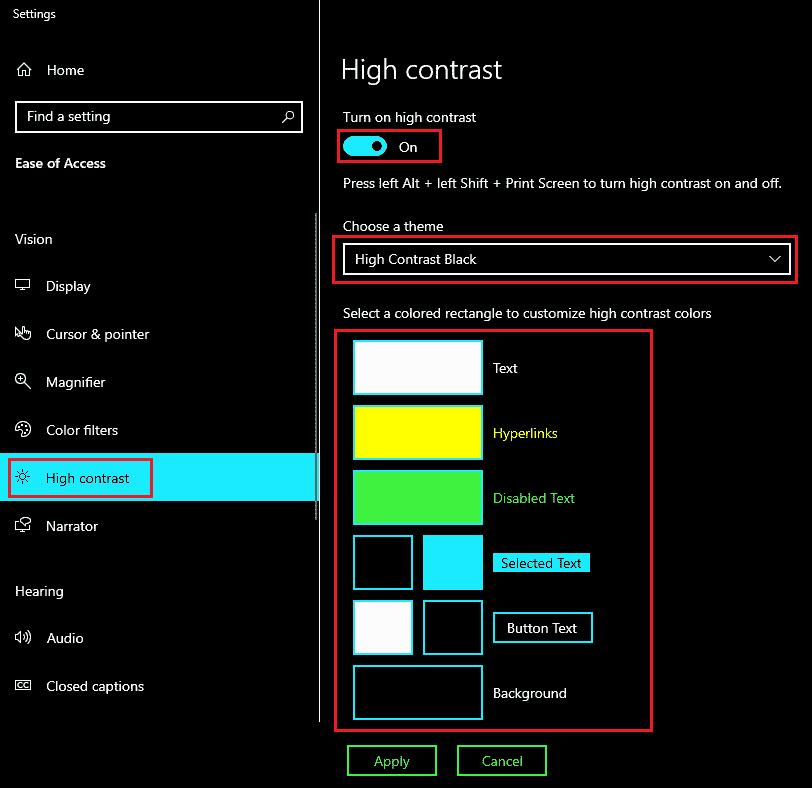 Settings
Home
Find a setting
Ease of Access
Vision
Display
Cursor & pointer
Magnifier
Color filters
High contrast
Narrator
Hearing
Audio
CC Closed captions
High contrast
Turn on high contrast
On
Press left Alt + left Shift + Print Screen to turn high contrast on and off.
Choose a theme
High Contrast Black
Select a colored rectangle to customize high contrast colors
Text
Hyperlinks
Disabled Text
Selected Text
Button Text
Background
Apply
Cancel